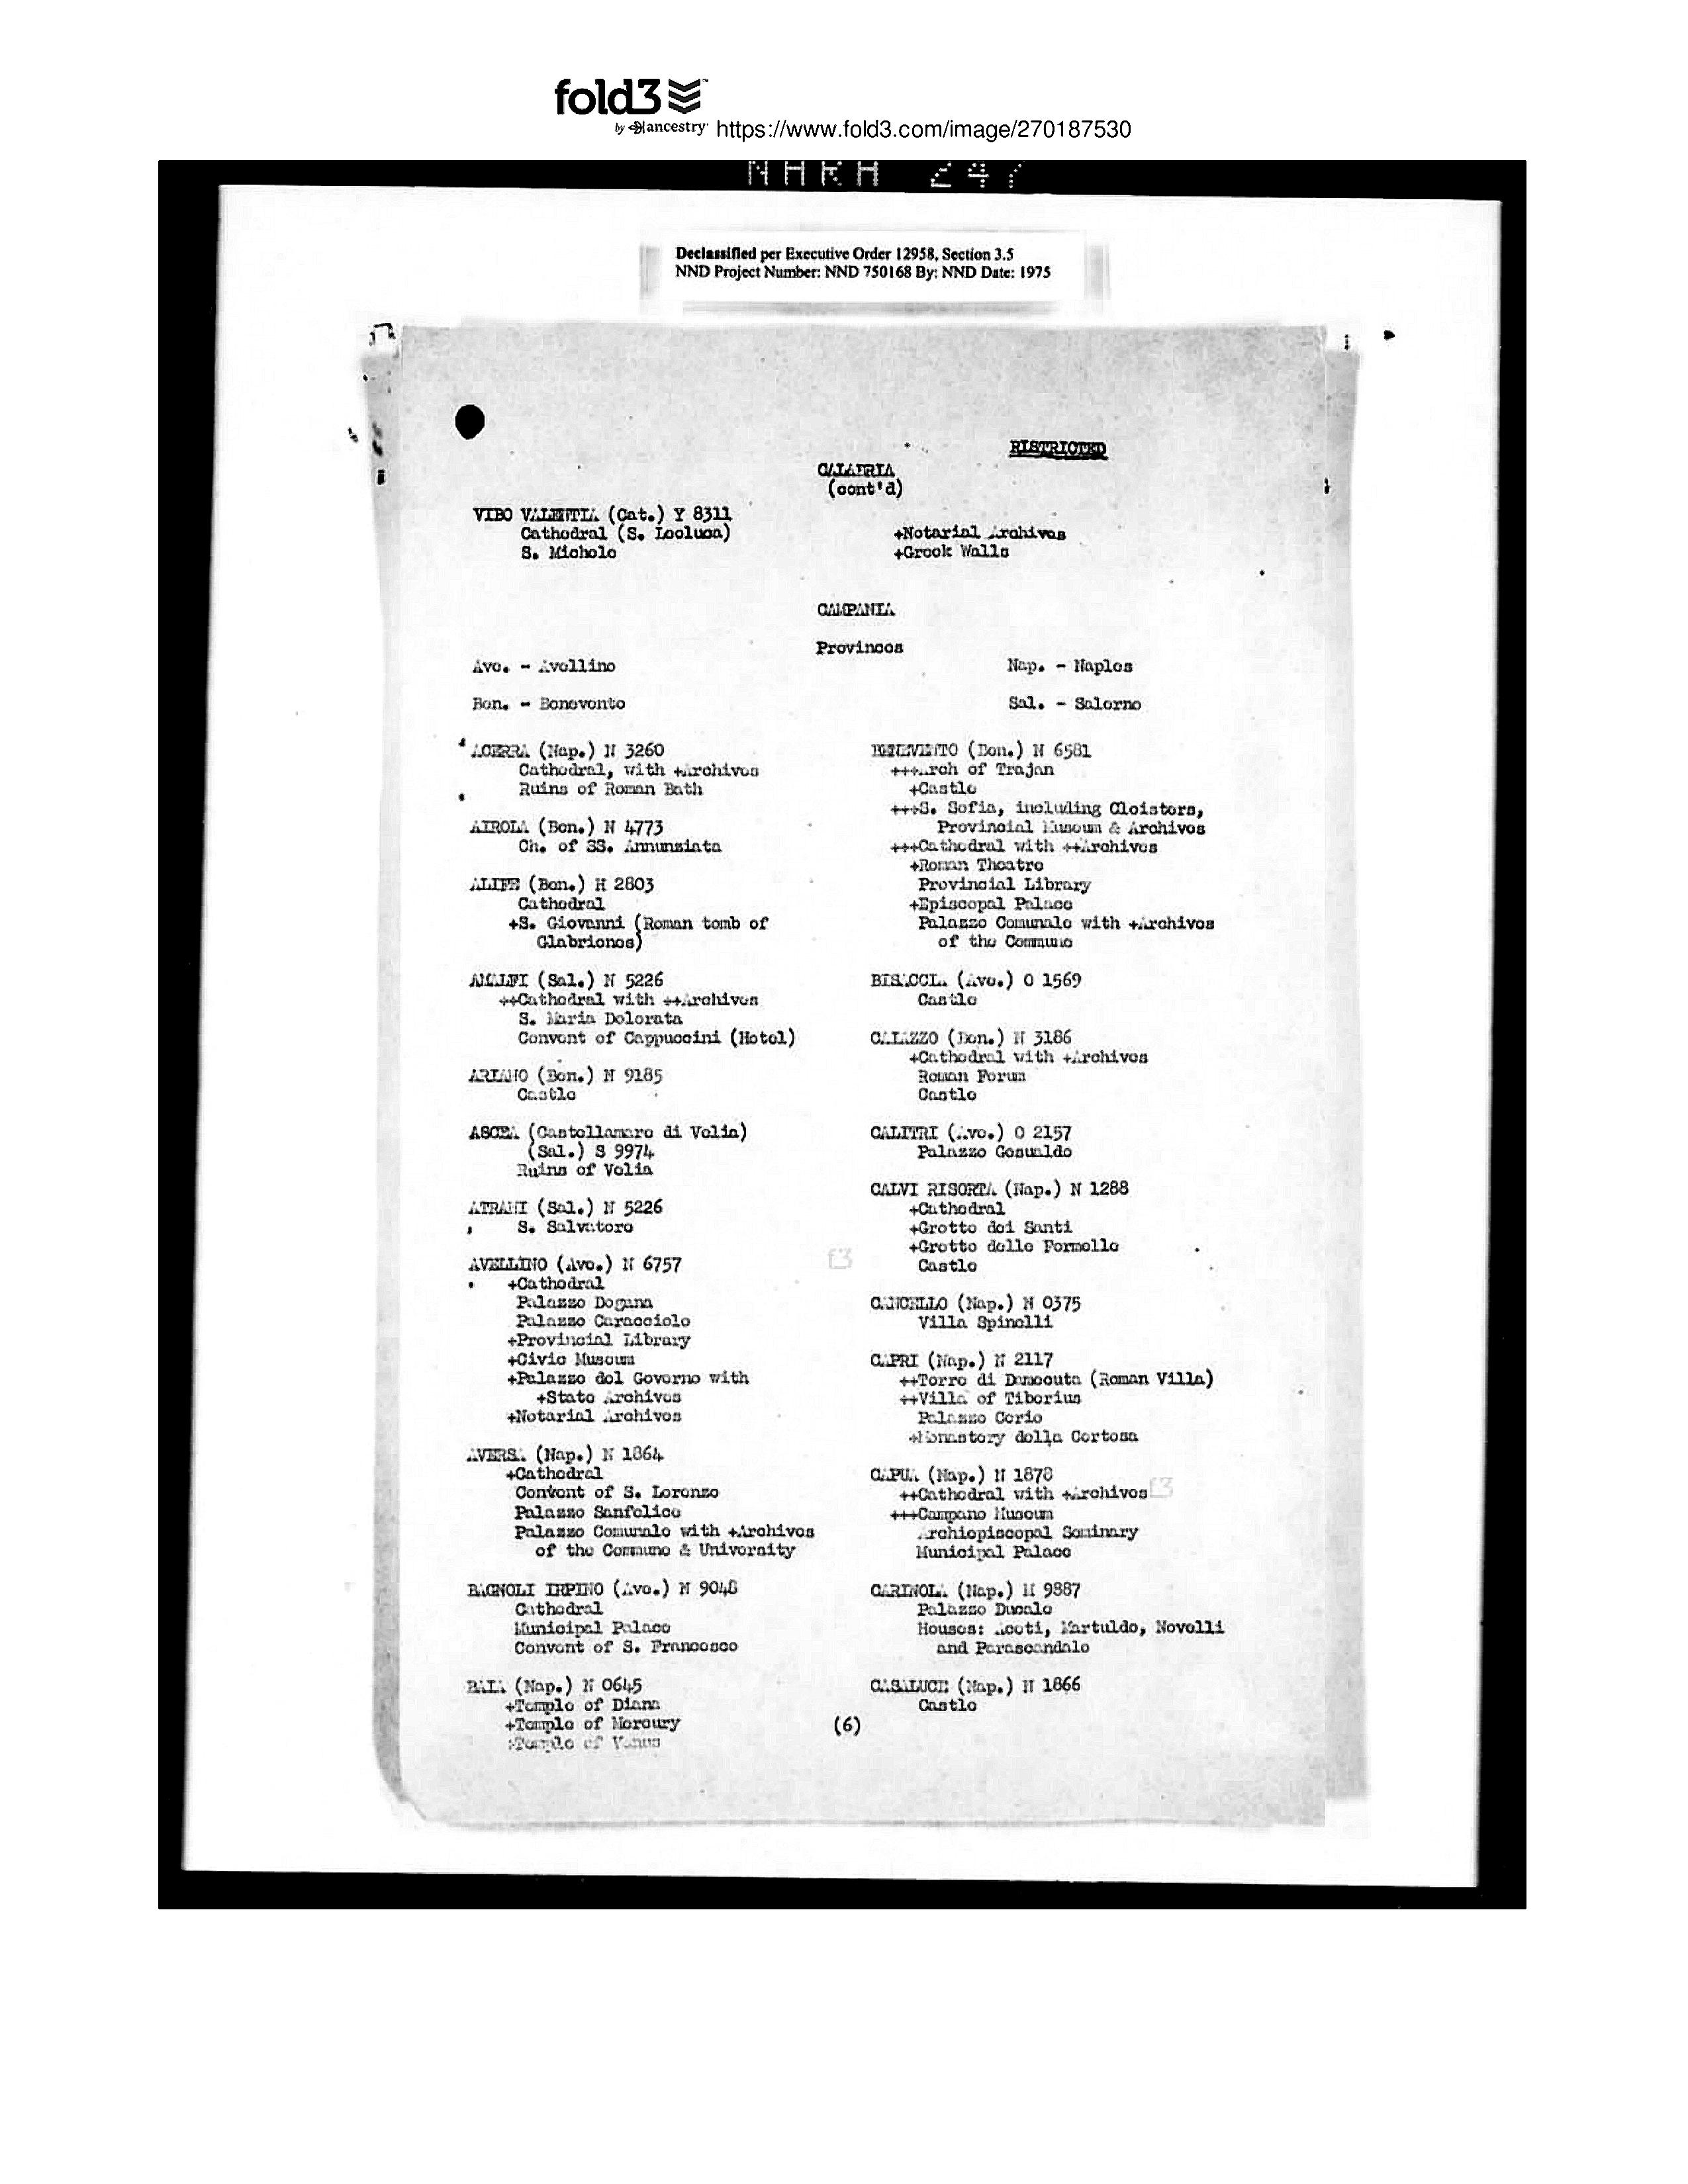 fold3
by ancestry https://www.fold3.com/image/270187530
NARA 247
Declassified per Executive Order 12958, Section 3.5
NND Project Number: NND 750168 By: NND Date: 1975
RESTRICTED
CALABRIA
(cont'd)
VIBO VALENTIA (Cat.) Y 8311
Cathedral (S. Leoluca)
S. Michele
+Notarial Archives
+Greek Walls
CAMPANIA
Provinces
Ave. - Avellino
Nap. - Naples
Ben. - Benevento
Sal. - Salerno
ACERRA (Nap.) N 3260
Cathedral, with +Archives
Ruins of Roman Bath
AIROLA (Ben.) N 4773
Ch. of SS. Annunziata
ALIFE (Ben.) H 2803
Cathedral
+S. Giovanni (Roman tomb of
Glabriones)
AMALFI (Sal.) N 5226
++Cathedral with ++Archives
S. Maria Dolorata
Convent of Cappuccini (Hotel)
ARIANO (Ben.) N 9185
Castle
ASCEA (Castellamare di Velia)
(Sal.) S 9974
Ruins of Velia
ATRANI (Sal.) N 5226
S. Salvatore
AVELLINO (Ave.) N 6757
+Cathedral
Palazzo Dogana
Palazzo Caracciolo
+Provincial Library
+Civic Museum
+Palazzo del Governo with
+State Archives
+Notarial Archives
AVERSA (Nap.) N 1864
+Cathedral
Convent of S. Lorenzo
Palazzo Sanfelice
Palazzo Comunale with +Archives
of the Commune & University
BAGNOLI IRPINO (Ave.) N 9048
Cathedral
Municipal Palace
Convent of S. Francesco
BAIA (Nap.) N 0645
+Temple of Diana
+Temple of Mercury
+Temple of Venus
BENEVENTO (Ben.) N 6581
+++Arch of Trajan
+Castle
+++S. Sofia, including Cloisters,
Provincial Museum & Archives
+++Cathedral with ++Archives
+Roman Theatre
Provincial Library
+Episcopal Palace
Palazzo Comunale with +Archives
of the Commune
BISACCIA (Ave.) O 1569
Castle
CAIAZZO (Ben.) N 3186
+Cathedral with +Archives
Roman Forum
Castle
CALITRI (Ave.) O 2157
Palazzo Gesualdo
CALVI RISORTA (Nap.) N 1288
+Cathedral
+Grotto dei Santi
+Grotto delle Formelle
Castle
CANCELLO (Nap.) N 0375
Villa Spinelli
CAPRI (Nap.) N 2117
++Torre di Damecuta (Roman Villa)
++Villa of Tiberius
Palazzo Cerio
+Monastery della Certosa
CAPUA (Nap.) N 1878
++Cathedral with +Archives
+++Campano Museum
Archiepiscopal Seminary
Municipal Palace
CARINOLA (Nap.) M 9887
Palazzo Ducale
Houses: Aceti, Martuldo, Novelli
and Parascandalo
CASALUCE (Nap.) N 1866
Castle
(6)
f3
f3